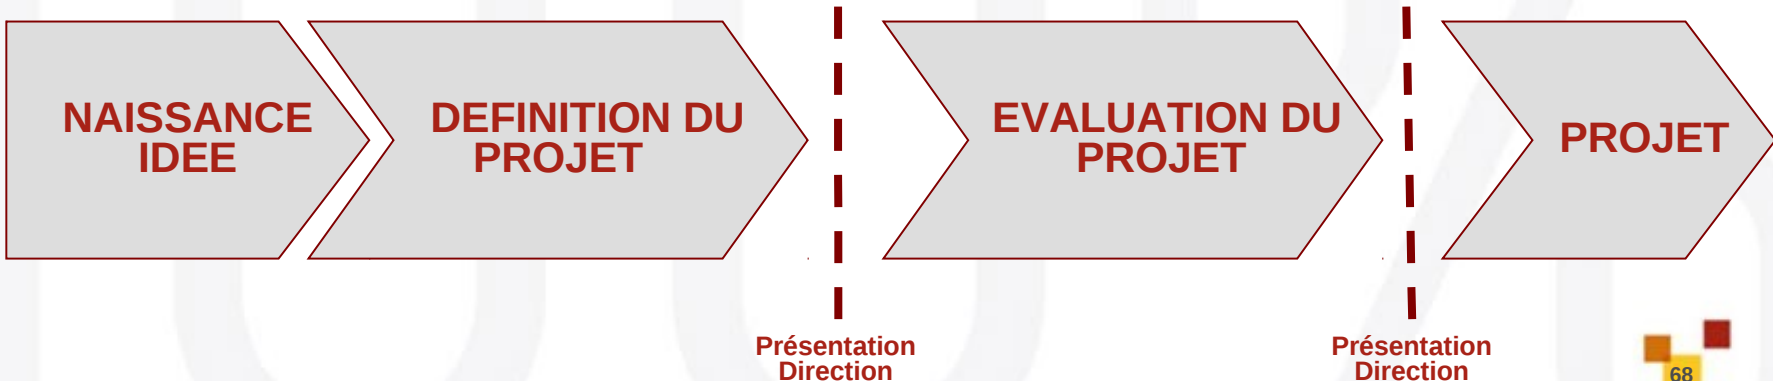 NAISSANCE
IDEE
DEFINITION DU
PROJET
EVALUATION DU
PROJET
PROJET
Présentation
Direction
Présentation
Direction
68